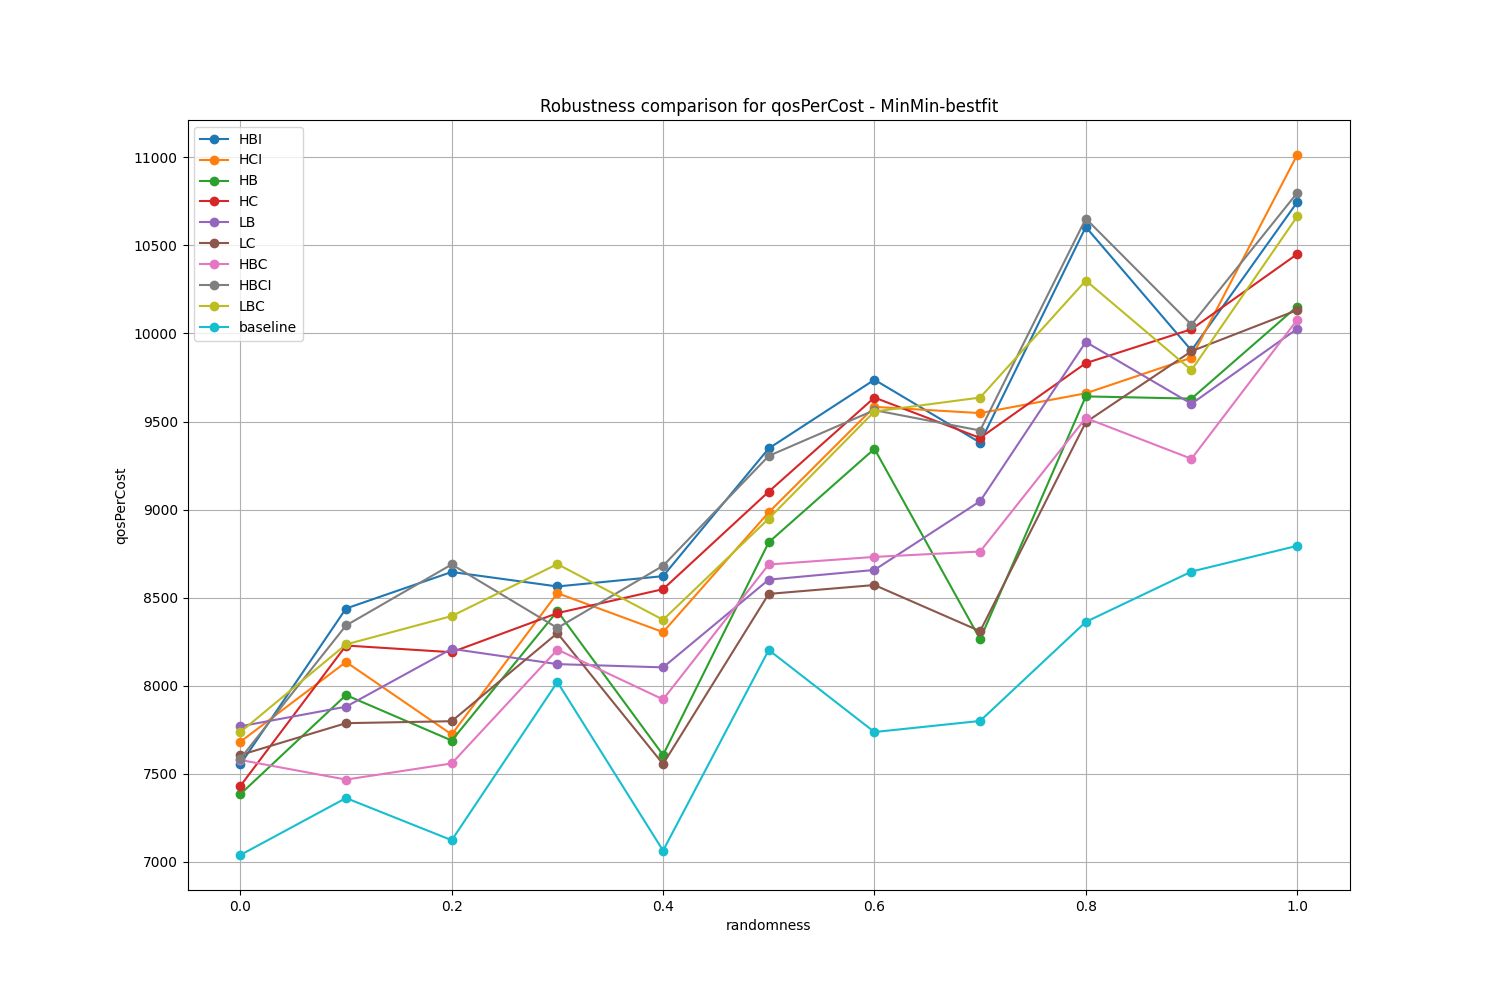 Robustness comparison for qosPerCost - MinMin-bestfit
HBI
HCI
HB
HC
LB
LC
HBC
HBCI
LBC
baseline
11000
10500
10000
9500
9000
8500
8000
7500
7000
qosPerCost
0.0 0.2 0.4 0.6 0.8 1.0
randomness